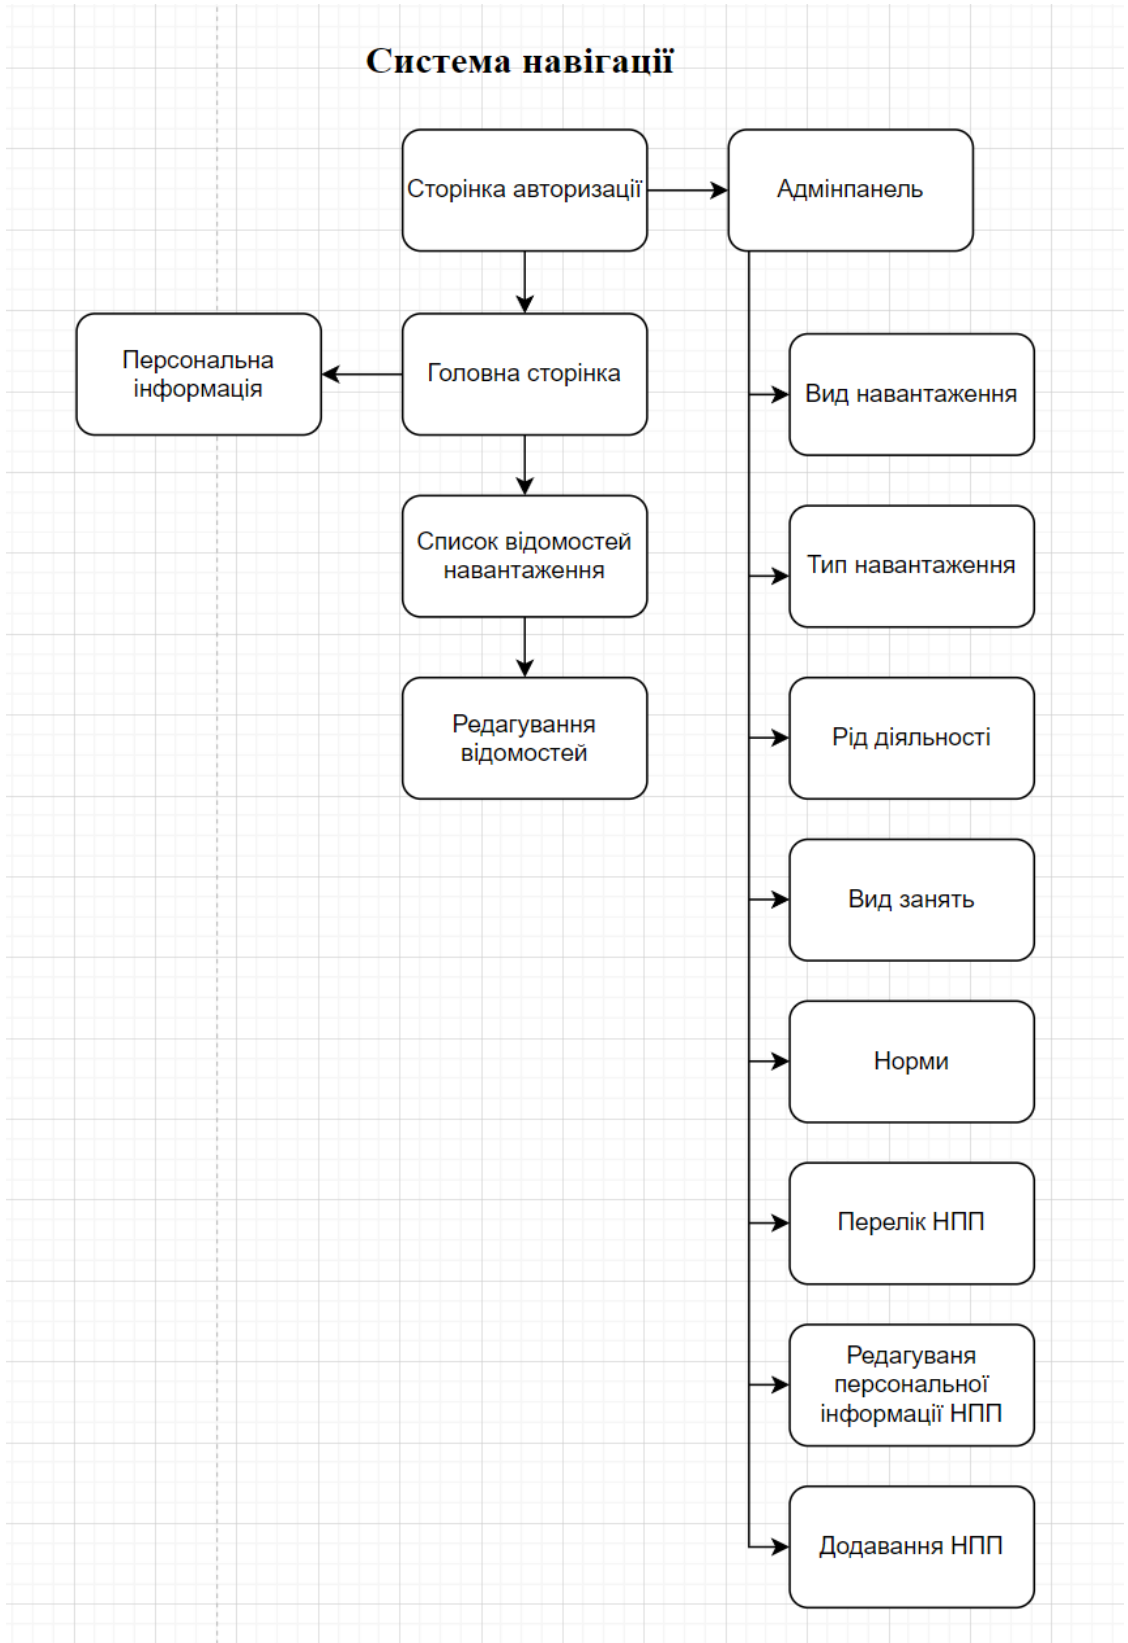 Система навігації
Сторінка авторизації
Адмінпанель
Персональна
інформація
Головна сторінка
Вид навантаження
Список відомостей
навантаження
Тип навантаження
Редагування
відомостей
Рід діяльності
Вид занять
Норми
Перелік НПП
Редагуваня
персональної
інформації НПП
Додавання НПП